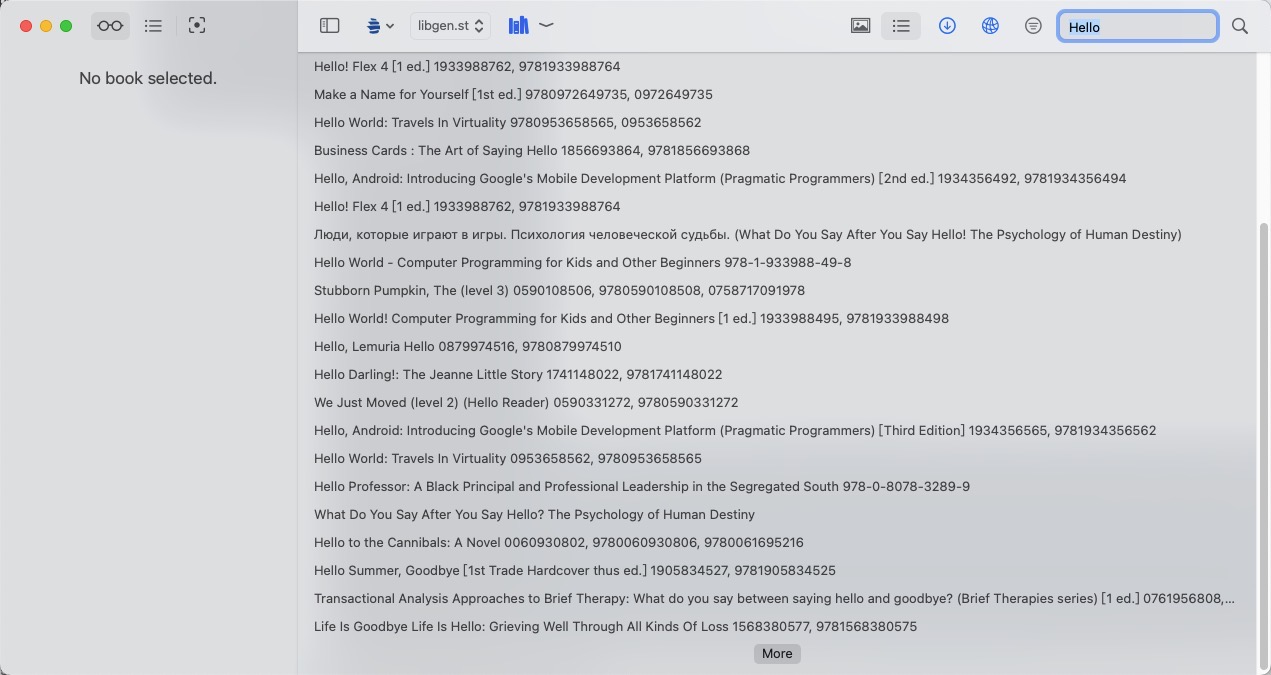 libgen.st
Hello
No book selected.
Hello! Flex 4 [1 ed.] 1933988762, 9781933988764
Make a Name for Yourself [1st ed.] 9780972649735, 0972649735
Hello World: Travels In Virtuality 9780953658565, 0953658562
Business Cards : The Art of Saying Hello 1856693864, 9781856693868
Hello, Android: Introducing Google's Mobile Development Platform (Pragmatic Programmers) [2nd ed.] 1934356492, 9781934356494
Hello! Flex 4 [1 ed.] 1933988762, 9781933988764
Люди, которые играют в игры. Психология человеческой судьбы. (What Do You Say After You Say Hello! The Psychology of Human Destiny)
Hello World - Computer Programming for Kids and Other Beginners 978-1-933988-49-8
Stubborn Pumpkin, The (level 3) 0590108506, 9780590108508, 0758717091978
Hello World! Computer Programming for Kids and Other Beginners [1 ed.] 1933988495, 9781933988498
Hello, Lemuria Hello 0879974516, 9780879974510
Hello Darling!: The Jeanne Little Story 1741148022, 9781741148022
We Just Moved (level 2) (Hello Reader) 0590331272, 9780590331272
Hello, Android: Introducing Google's Mobile Development Platform (Pragmatic Programmers) [Third Edition] 1934356565, 9781934356562
Hello World: Travels In Virtuality 0953658562, 9780953658565
Hello Professor: A Black Principal and Professional Leadership in the Segregated South 978-0-8078-3289-9
What Do You Say After You Say Hello? The Psychology of Human Destiny
Hello to the Cannibals: A Novel 0060930802, 9780060930806, 9780061695216
Hello Summer, Goodbye [1st Trade Hardcover thus ed.] 1905834527, 9781905834525
Transactional Analysis Approaches to Brief Therapy: What do you say between saying hello and goodbye? (Brief Therapies series) [1 ed.] 0761956808,...
Life Is Goodbye Life Is Hello: Grieving Well Through All Kinds Of Loss 1568380577, 9781568380575
More